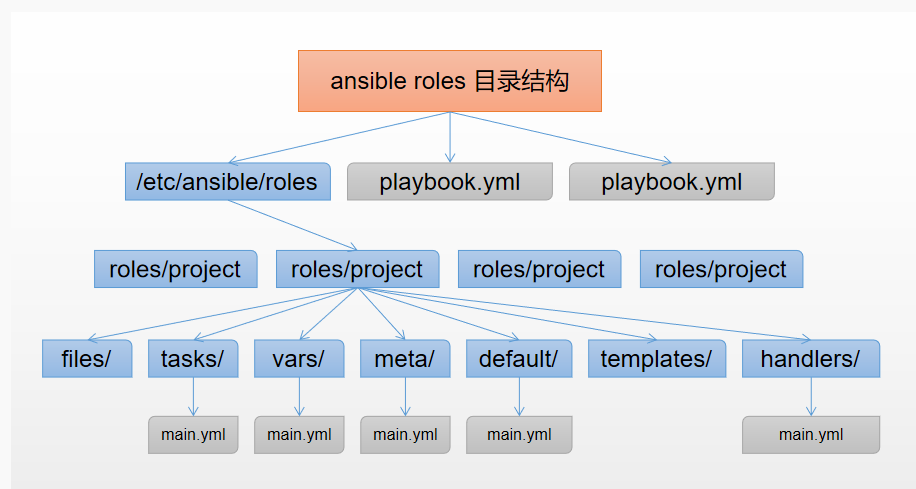 ansible roles 目录结构
/etc/ansible/roles
playbook.yml
playbook.yml
roles/project
roles/project
roles/project
roles/project
files/
tasks/
vars/
meta/
default/
templates/
handlers/
main.yml
main.yml
main.yml
main.yml
main.yml